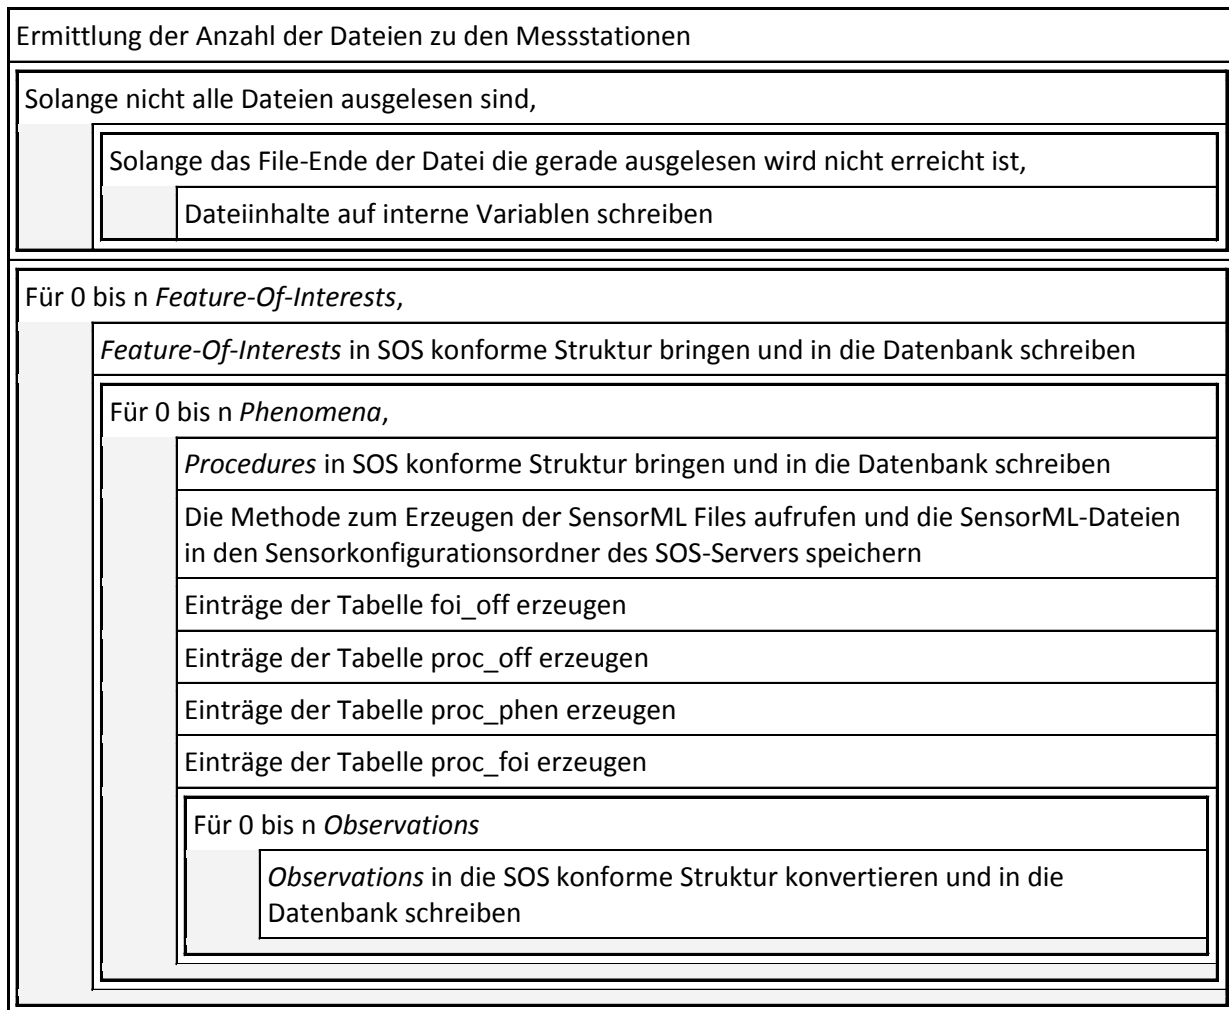 Ermittlung der Anzahl der Dateien zu den Messstationen
Solange nicht alle Dateien ausgelesen sind,
Solange das File-Ende der Datei die gerade ausgelesen wird nicht erreicht ist,
Dateiinhalte auf interne Variablen schreiben
Für 0 bis n Feature-Of-Interests,
Feature-Of-Interests in SOS konforme Struktur bringen und in die Datenbank schreiben
Für 0 bis n Phenomena,
Procedures in SOS konforme Struktur bringen und in die Datenbank schreiben
Die Methode zum Erzeugen der SensorML Files aufrufen und die SensorML-Dateien
in den Sensorkonfigurationsordner des SOS-Servers speichern
Einträge der Tabelle foi_off erzeugen
Einträge der Tabelle proc_off erzeugen
Einträge der Tabelle proc_phen erzeugen
Einträge der Tabelle proc_foi erzeugen
Für 0 bis n Observations
Observations in die SOS konforme Struktur konvertieren und in die
Datenbank schreiben